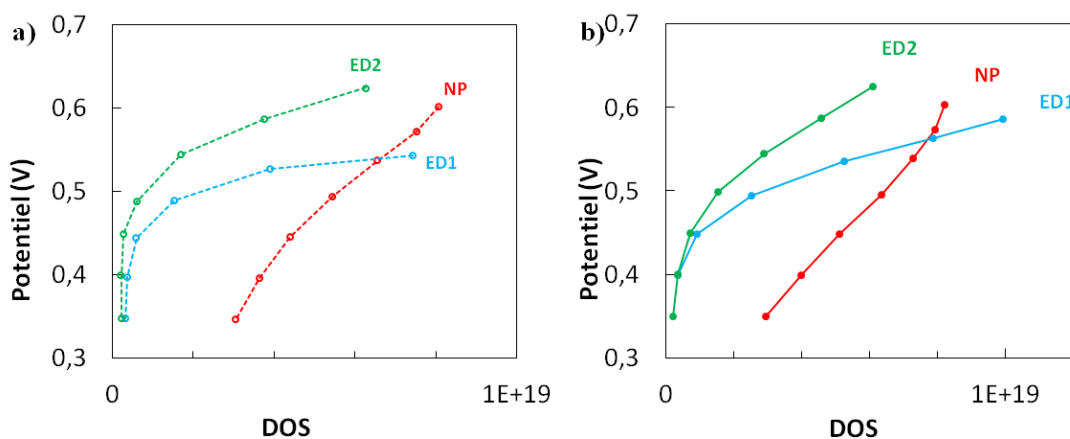 a)
0,7
0,6
0,5
0,4
0,3
Potentiel (V)
ED2
NP
ED1
0
1E+19
DOS
b)
0,7
0,6
0,5
0,4
0,3
Potentiel (V)
ED2
NP
ED1
0
1E+19
DOS